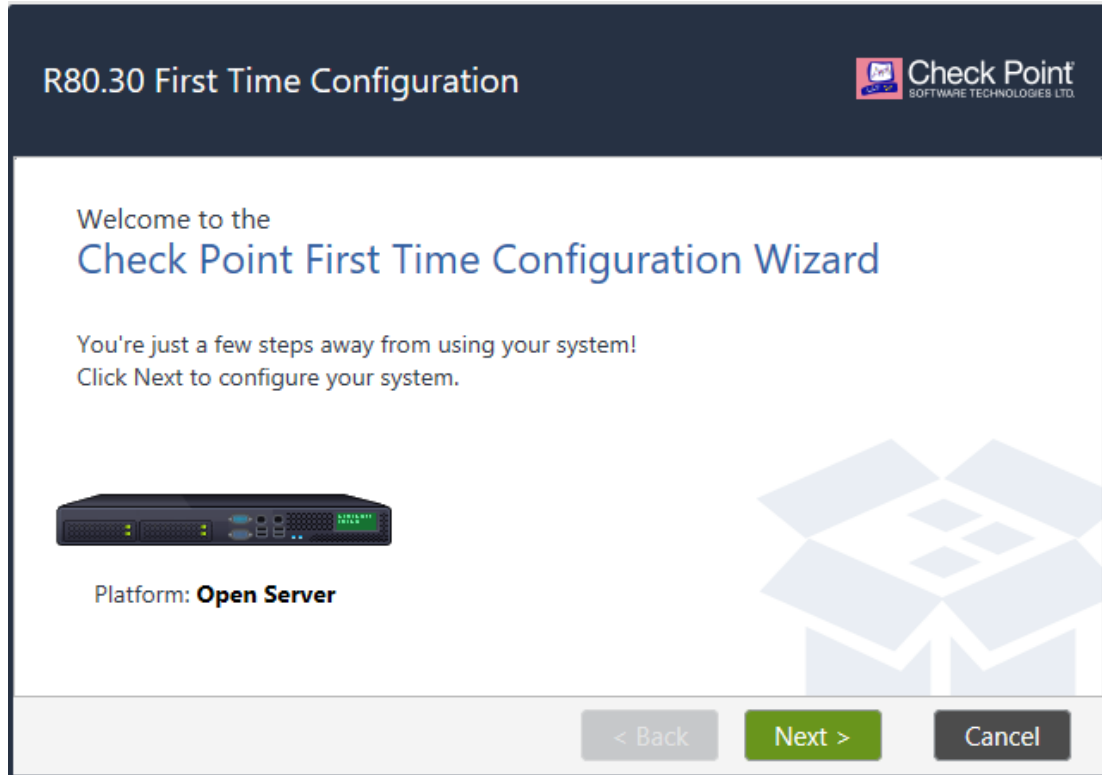 R80.30 First Time Configuration
Check Point
SOFTWARE TECHNOLOGIES LTD.
Welcome to the
Check Point First Time Configuration Wizard
You're just a few steps away from using your system!
Click Next to configure your system.
Platform: Open Server
< Back
Next >
Cancel